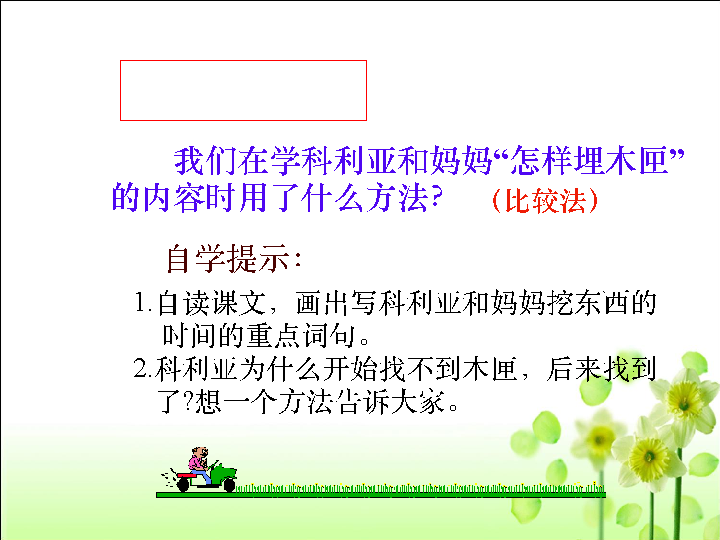 我们在学科利亚和妈妈“怎样埋木匣”
的内容时用了什么方法?　（比较法）
自学提示：
1.自读课文，画出写科利亚和妈妈挖东西的
时间的重点词句。
2.科利亚为什么开始找不到木匣，后来找到
了?想一个方法告诉大家。